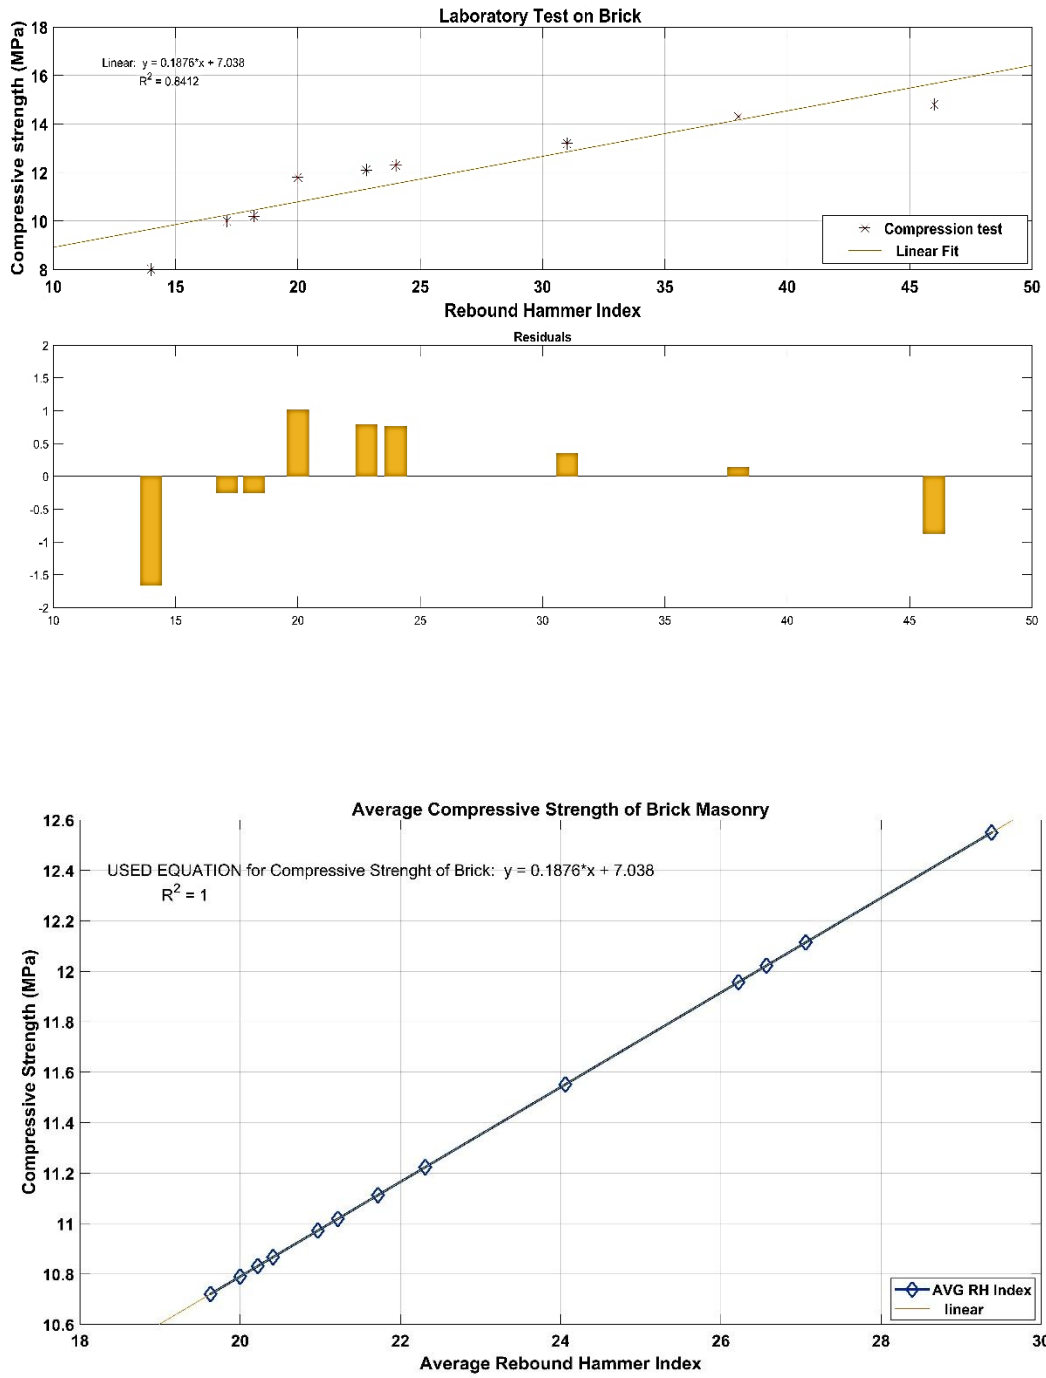 Laboratory Test on Brick
Compressive strength (MPa)
18
16
14
12
10
8
Linear: y = 0.1876*x + 7.038
R² = 0.8412
Compression test
Linear Fit
10 15 20 25 30 35 40 45 50
Rebound Hammer Index
Residuals
2
1.5
1
0.5
0
-0.5
-1
-1.5
-2
10 15 20 25 30 35 40 45 50
Average Compressive Strength of Brick Masonry
Compressive Strength (MPa)
12.6
12.4
12.2
12
11.8
11.6
11.4
11.2
11
10.8
10.6
USED EQUATION for Compressive Strenght of Brick: y = 0.1876*x + 7.038
R² = 1
AVG RH Index
linear
18 20 22 24 26 28 30
Average Rebound Hammer Index